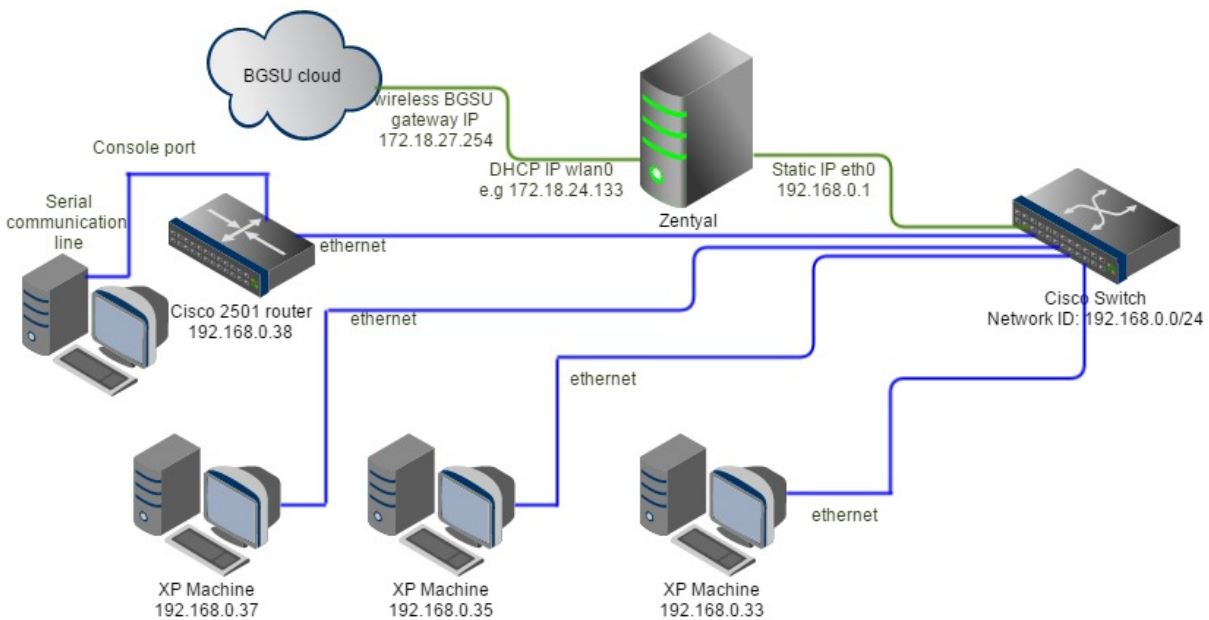 BGSU cloud
wireless BGSU
gateway IP
172.18.27.254
DHCP IP wlan0
e.g 172.18.24.133
Zentyal
Static IP eth0
192.168.0.1
Console port
Serial
communication
line
ethernet
Cisco 2501 router
192.168.0.38
ethernet
Cisco Switch
Network ID: 192.168.0.0/24
ethernet
ethernet
XP Machine
192.168.0.37
XP Machine
192.168.0.35
XP Machine
192.168.0.33